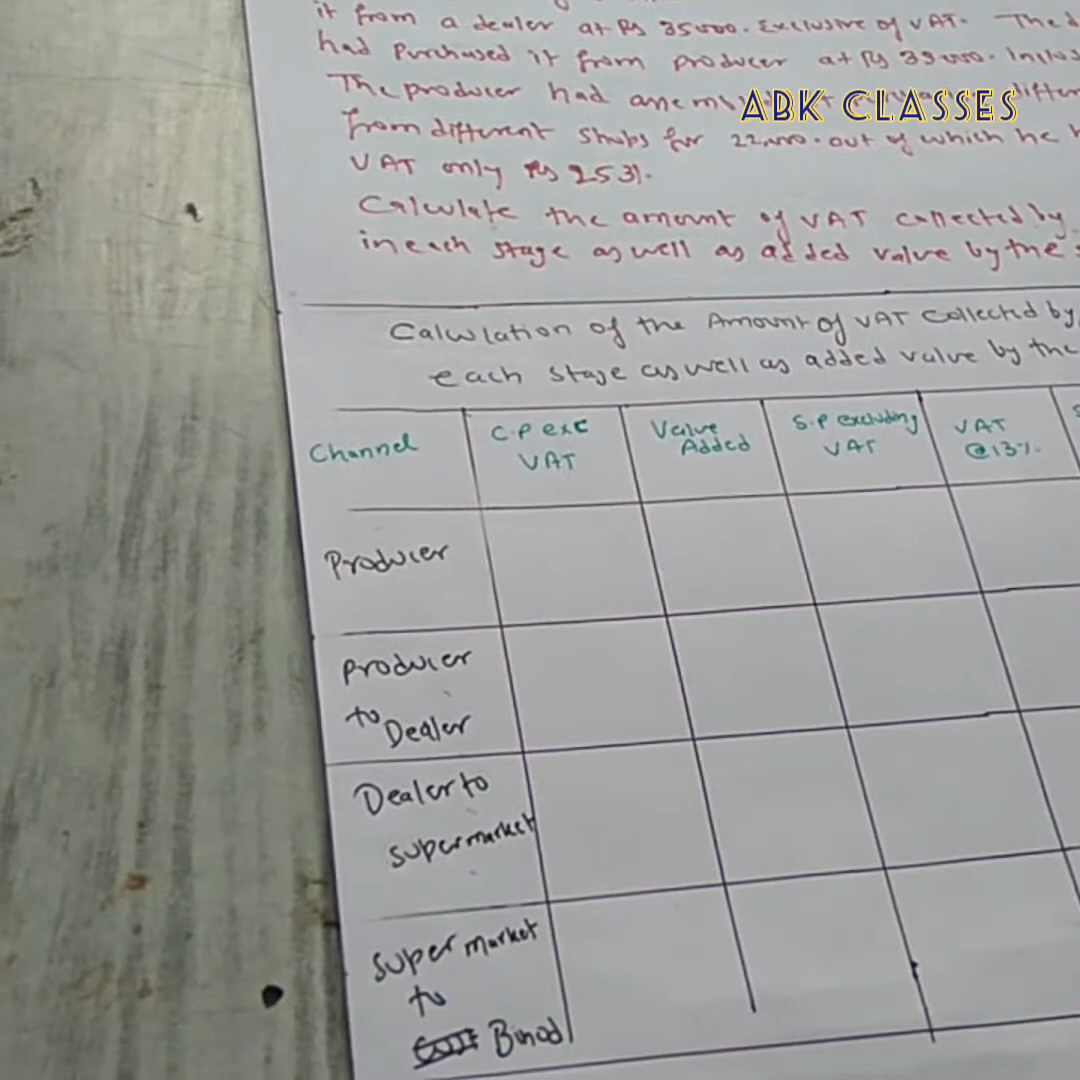 it from a dealer at Rs 35000. Exclusive of VAT. The d
had Purchased it from producer at Rs 33000. Inclus
The producer had differ
ABK CLASSES
from different Shops for 22,000. out of which he h
VAT only Rs 2531.
Calculate the amount of VAT collected by
in each stage as well as added value by the s
Calculation of the Amount of VAT collected by
each stage as well as added value by the
Channel C.P exc VAT Value Added S.P excluding VAT VAT @13%.
Producer
Producer
to Dealer
Dealer to
supermarket
supermarket
to
Binod